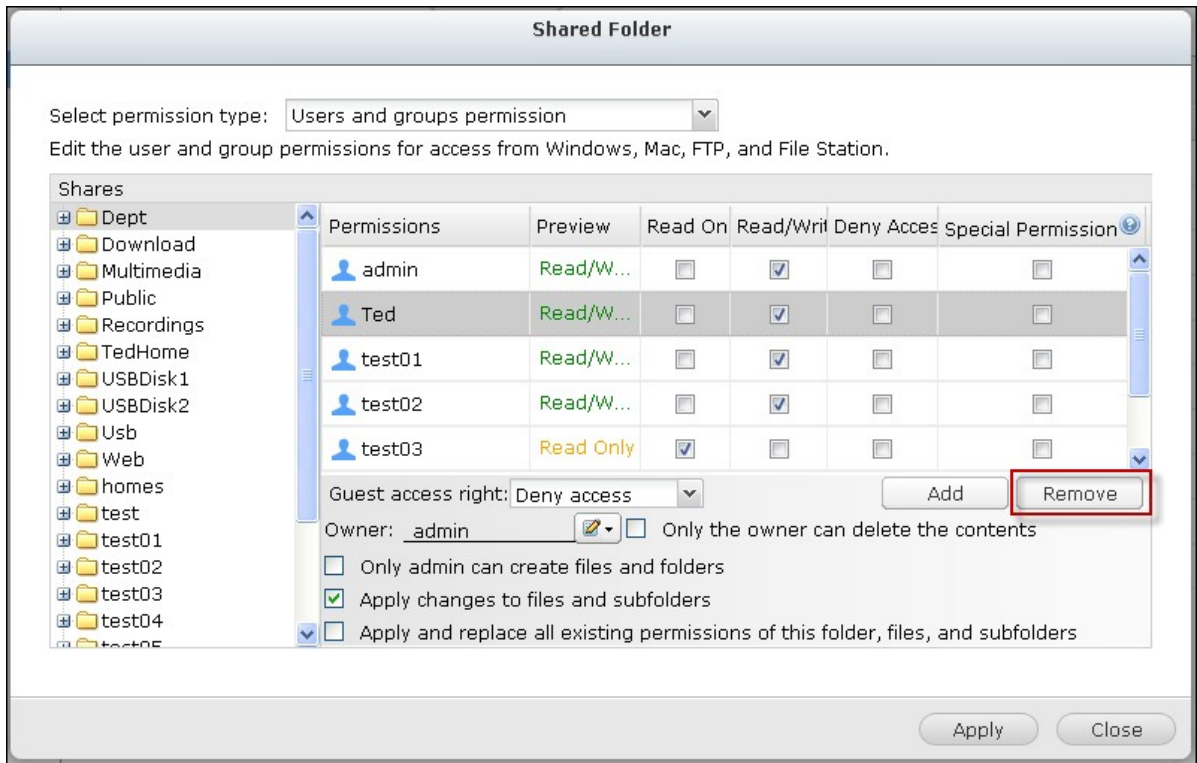 Shared Folder
Select permission type: Users and groups permission
Edit the user and group permissions for access from Windows, Mac, FTP, and File Station.
Shares
Dept
Download
Multimedia
Public
Recordings
TedHome
USBDisk1
USBDisk2
Usb
Web
homes
test
test01
test02
test03
test04
Permissions Preview Read On Read/Writ Deny Acces Special Permission
admin Read/W...
Ted Read/W...
test01 Read/W...
test02 Read/W...
test03 Read Only
Guest access right: Deny access Add Remove
Owner: admin Only the owner can delete the contents
Only admin can create files and folders
Apply changes to files and subfolders
Apply and replace all existing permissions of this folder, files, and subfolders
Apply Close